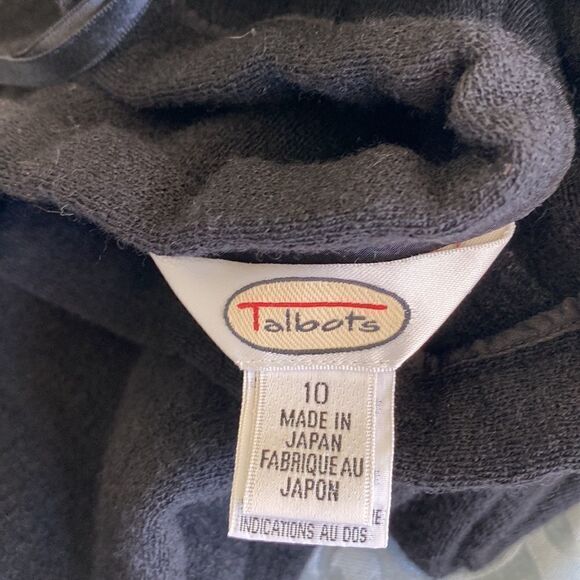 Talbots
10
MADE IN
JAPAN
FABRIQUE AU
JAPON
INDICATIONS AU DOS